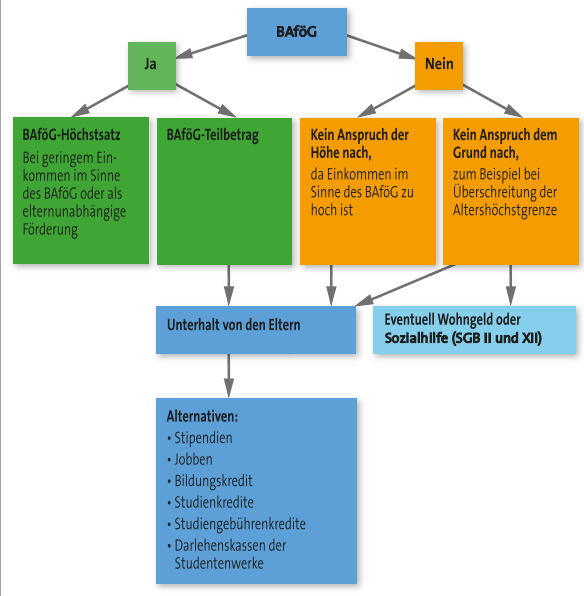 BAföG
Ja
Nein
BAföG-Höchstsatz
Bei geringem Ein-
kommen im Sinne
des BAföG oder als
elternunabhängige
Förderung
BAföG-Teilbetrag
Kein Anspruch der
Höhe nach,
da Einkommen im
Sinne des BAföG zu
hoch ist
Kein Anspruch dem
Grund nach,
zum Beispiel bei
Überschreitung der
Altershöchstgrenze
Unterhalt von den Eltern
Eventuell Wohngeld oder
Sozialhilfe (SGB II und XII)
Alternativen:
• Stipendien
• Jobben
• Bildungskredit
• Studienkredite
• Studiengebührenkredite
• Darlehenskassen der
Studentenwerke